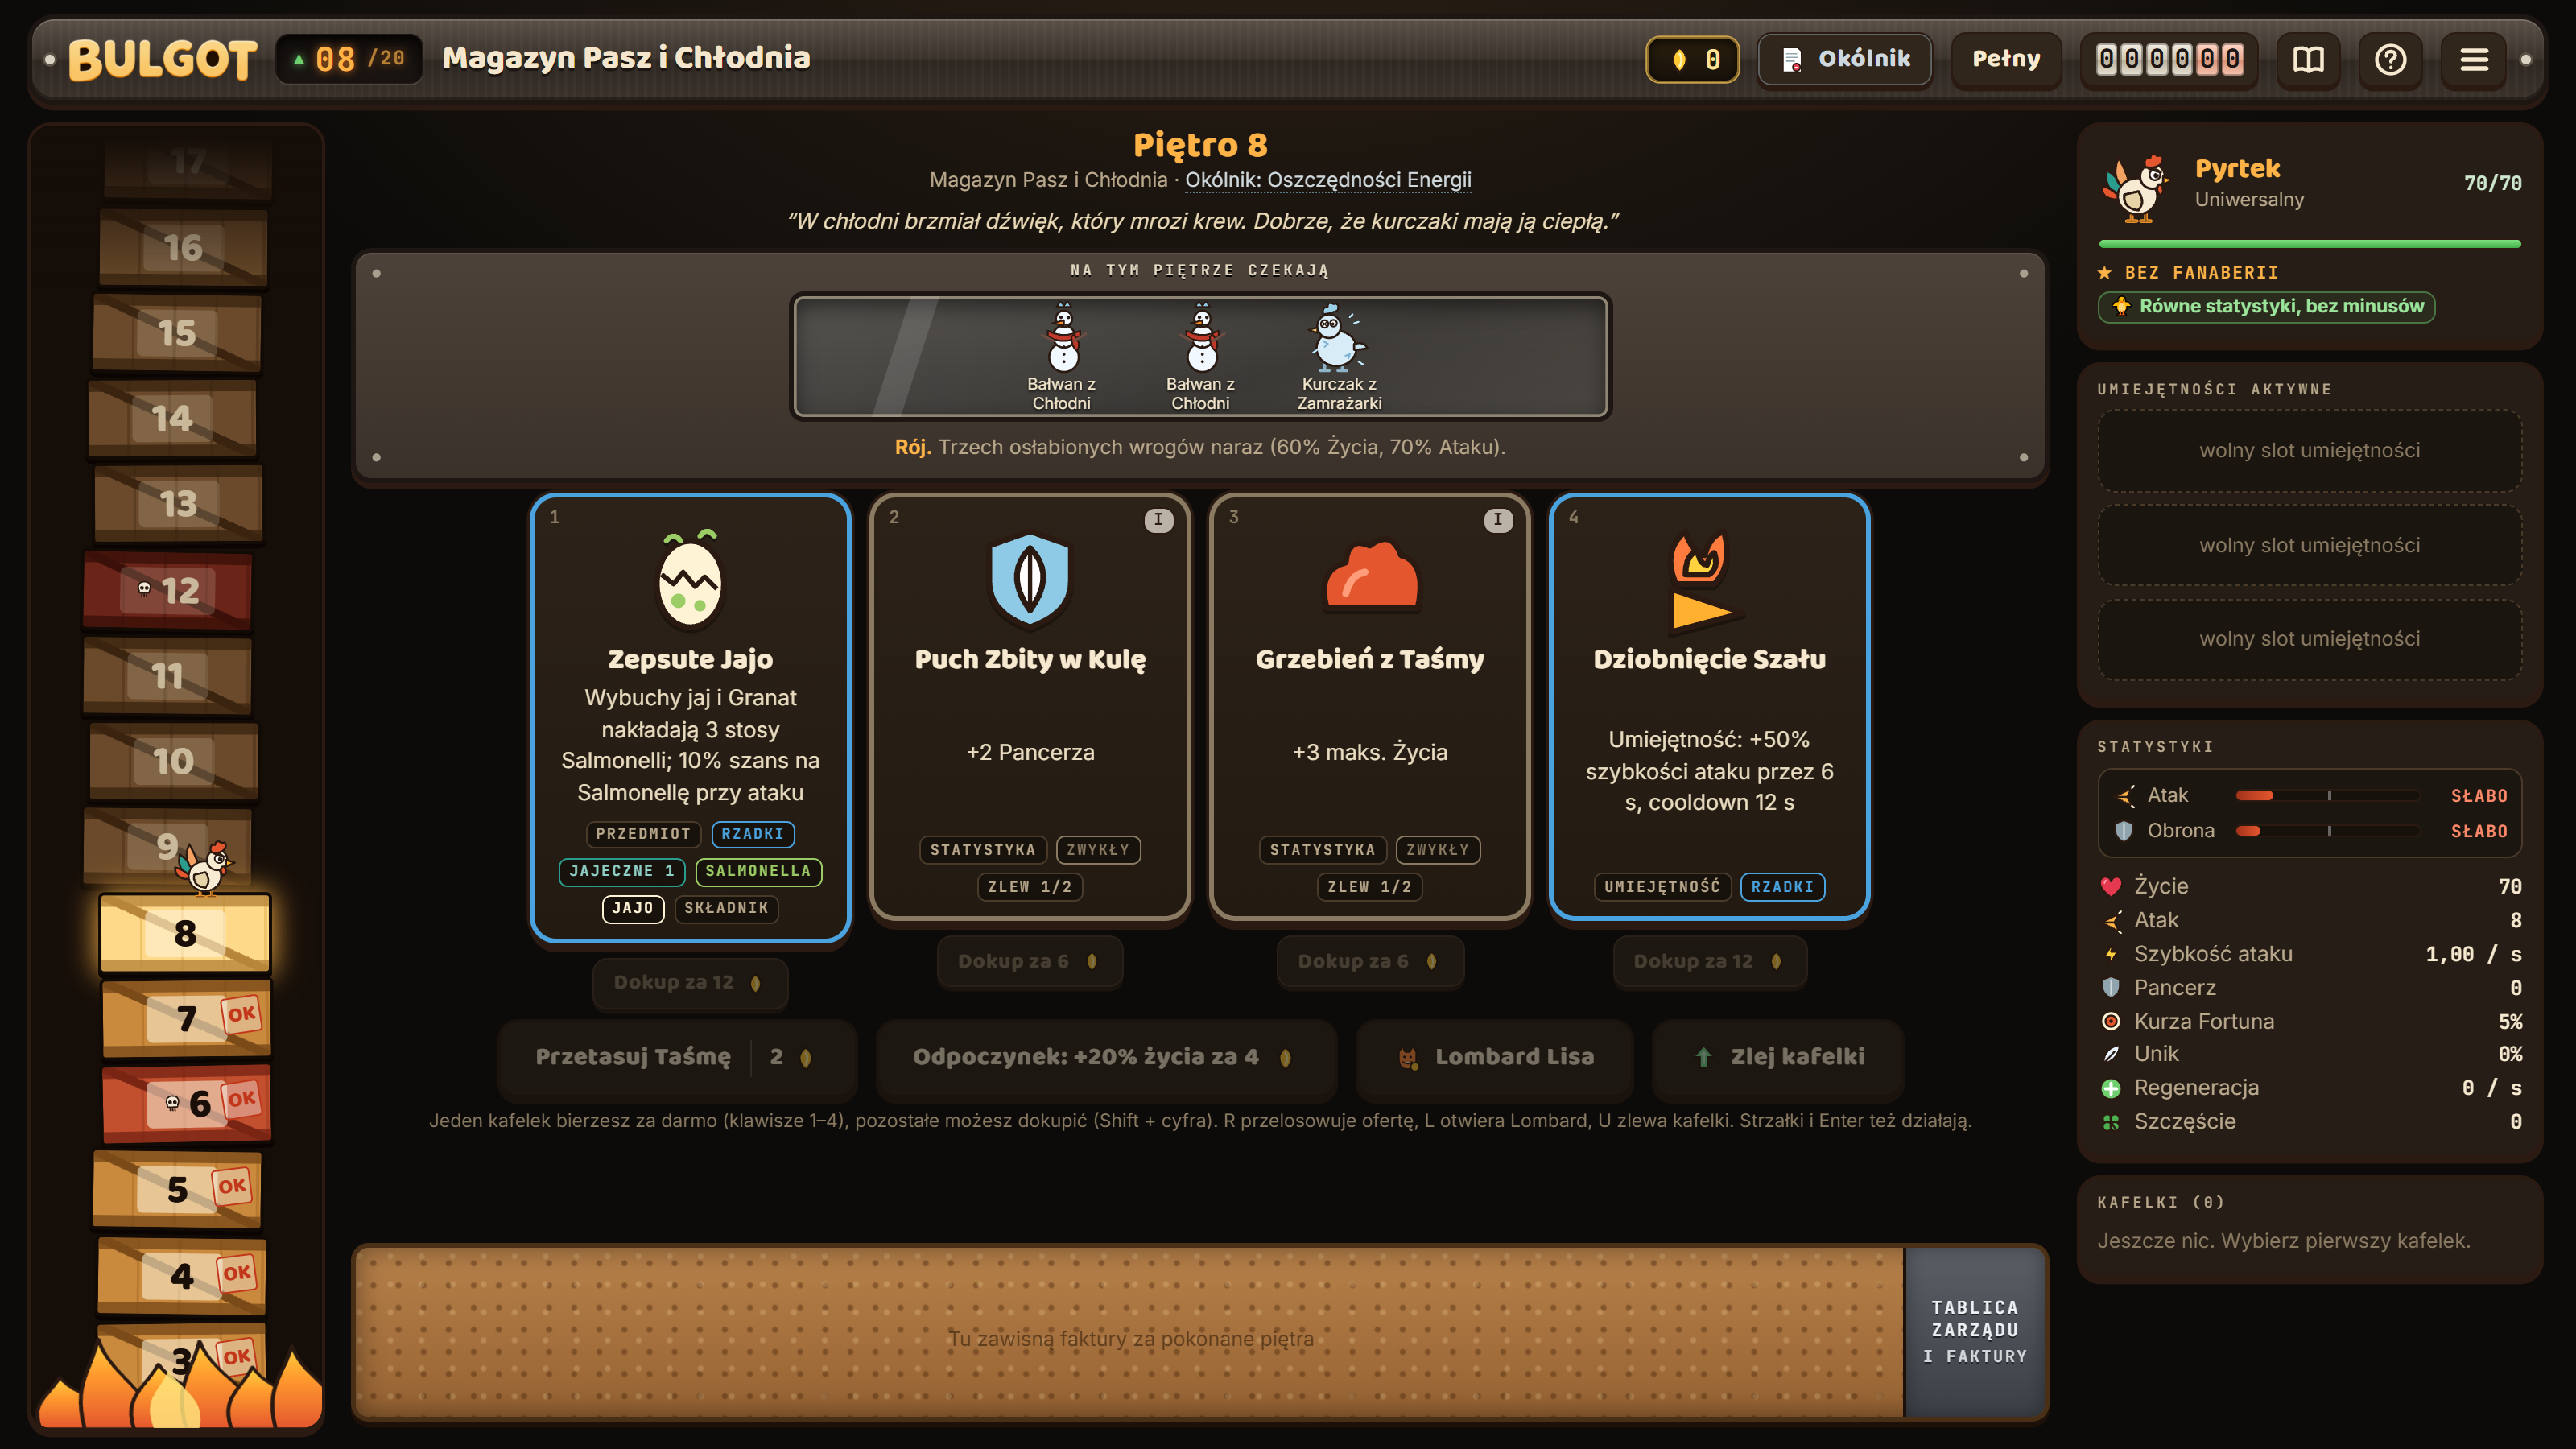 BULGOT
▲ 08 /20
Magazyn Pasz i Chłodnia
0
Okólnik
Pełny
000000
17
16
15
14
13
12
11
10
9
8
7 OK
6 OK
5 OK
4 OK
3 OK
Piętro 8
Magazyn Pasz i Chłodnia · Okólnik: Oszczędności Energii
“W chłodni brzmiał dźwięk, który mrozi krew. Dobrze, że kurczaki mają ją ciepłą.”
NA TYM PIĘTRZE CZEKAJĄ
Bałwan z
Chłodni
Bałwan z
Chłodni
Kurczak z
Zamrażarki
Rój. Trzech osłabionych wrogów naraz (60% Życia, 70% Ataku).
1
Zepsute Jajo
Wybuchy jaj i Granat
nakładają 3 stosy
Salmonelli; 10% szans na
Salmonellę przy ataku
PRZEDMIOT RZADKI
JAJECZNE 1 SALMONELLA
JAJO SKŁADNIK
Dokup za 12
2 I
Puch Zbity w Kulę
+2 Pancerza
STATYSTYKA ZWYKŁY
ZLEW 1/2
Dokup za 6
3 I
Grzebień z Taśmy
+3 maks. Życia
STATYSTYKA ZWYKŁY
ZLEW 1/2
Dokup za 6
4
Dziobnięcie Szału
Umiejętność: +50%
szybkości ataku przez 6
s, cooldown 12 s
UMIEJĘTNOŚĆ RZADKI
Dokup za 12
Przetasuj Taśmę 2
Odpoczynek: +20% życia za 4
Lombard Lisa
Zlej kafelki
Jeden kafelek bierzesz za darmo (klawisze 1–4), pozostałe możesz dokupić (Shift + cyfra). R przelosowuje ofertę, L otwiera Lombard, U zlewa kafelki. Strzałki i Enter też działają.
Tu zawisną faktury za pokonane piętra
TABLICA
ZARZĄDU
I FAKTURY
Pyrtek
Uniwersalny
70/70
★ BEZ FANABERII
Równe statystyki, bez minusów
UMIEJĘTNOŚCI AKTYWNE
wolny slot umiejętności
wolny slot umiejętności
wolny slot umiejętności
STATYSTYKI
Atak SŁABO
Obrona SŁABO
Życie 70
Atak 8
Szybkość ataku 1,00 / s
Pancerz 0
Kurza Fortuna 5%
Unik 0%
Regeneracja 0 / s
Szczęście 0
KAFELKI (0)
Jeszcze nic. Wybierz pierwszy kafelek.